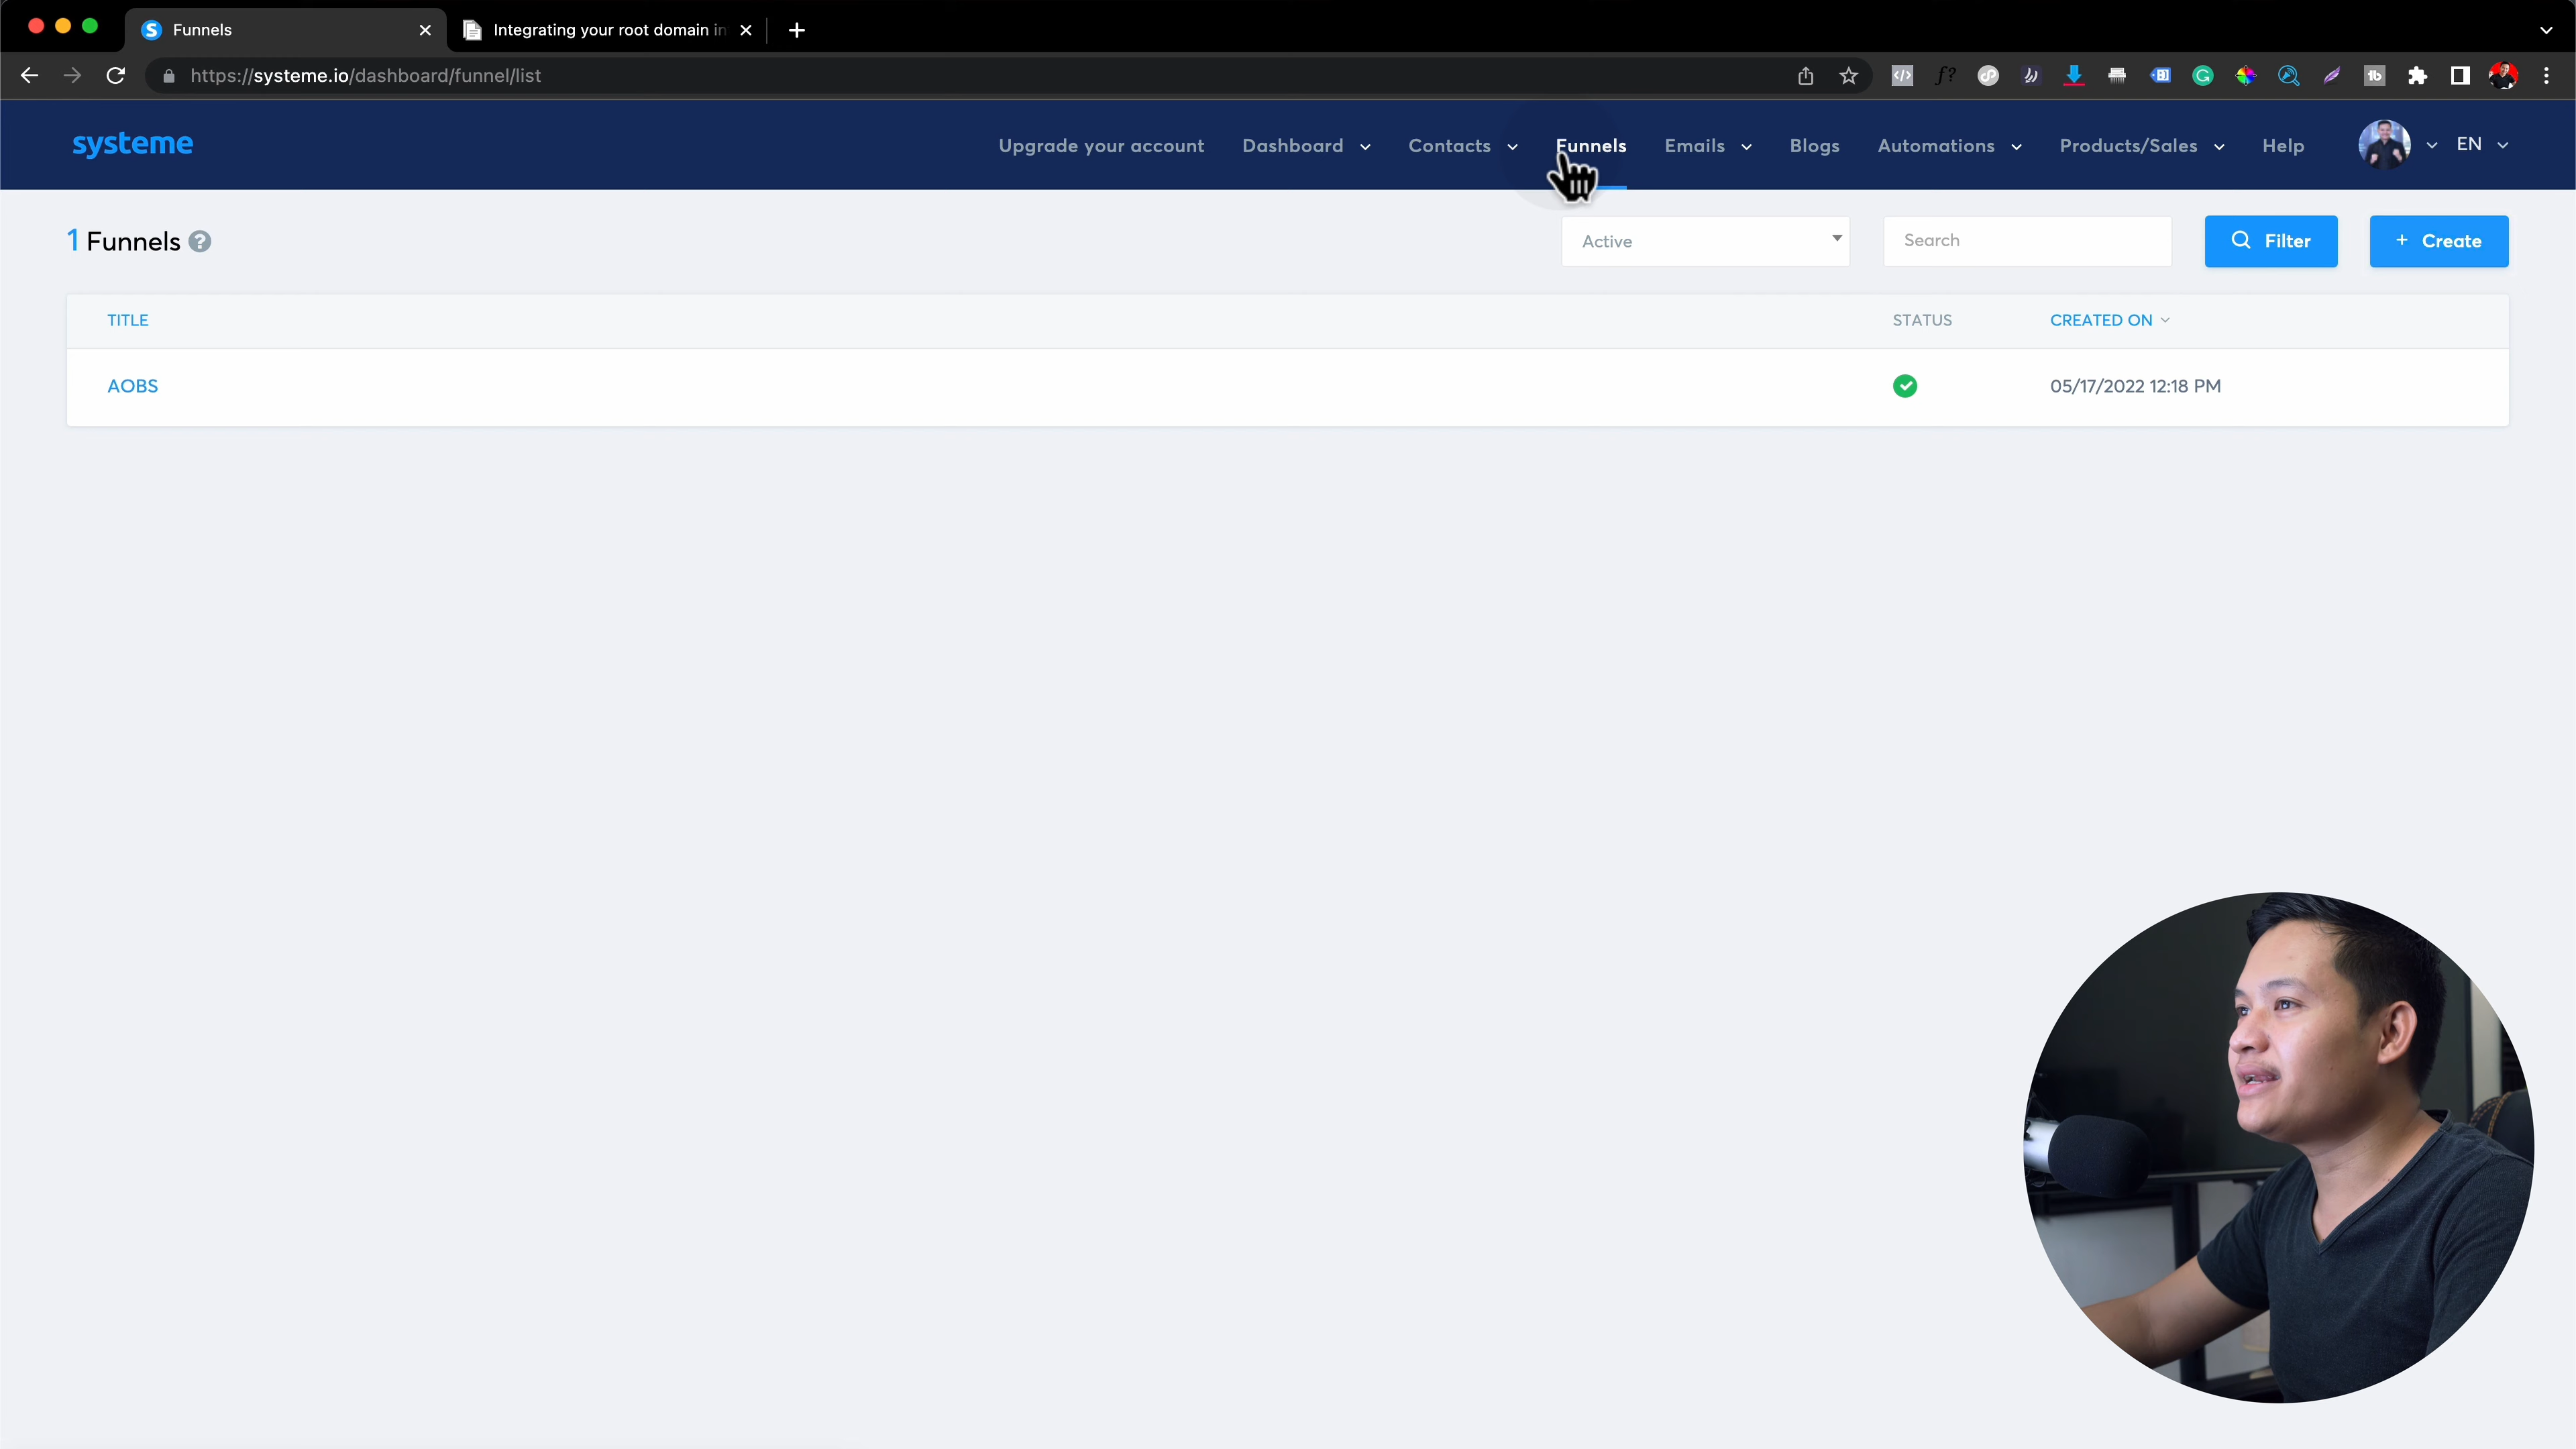 Funnels
Integrating your root domain in
https://systeme.io/dashboard/funnel/list
systeme
Upgrade your account
Dashboard
Contacts
Funnels
Emails
Blogs
Automations
Products/Sales
Help
EN
1 Funnels ?
Active
Search
Filter
+ Create
TITLE
STATUS
CREATED ON
AOBS
05/17/2022 12:18 PM